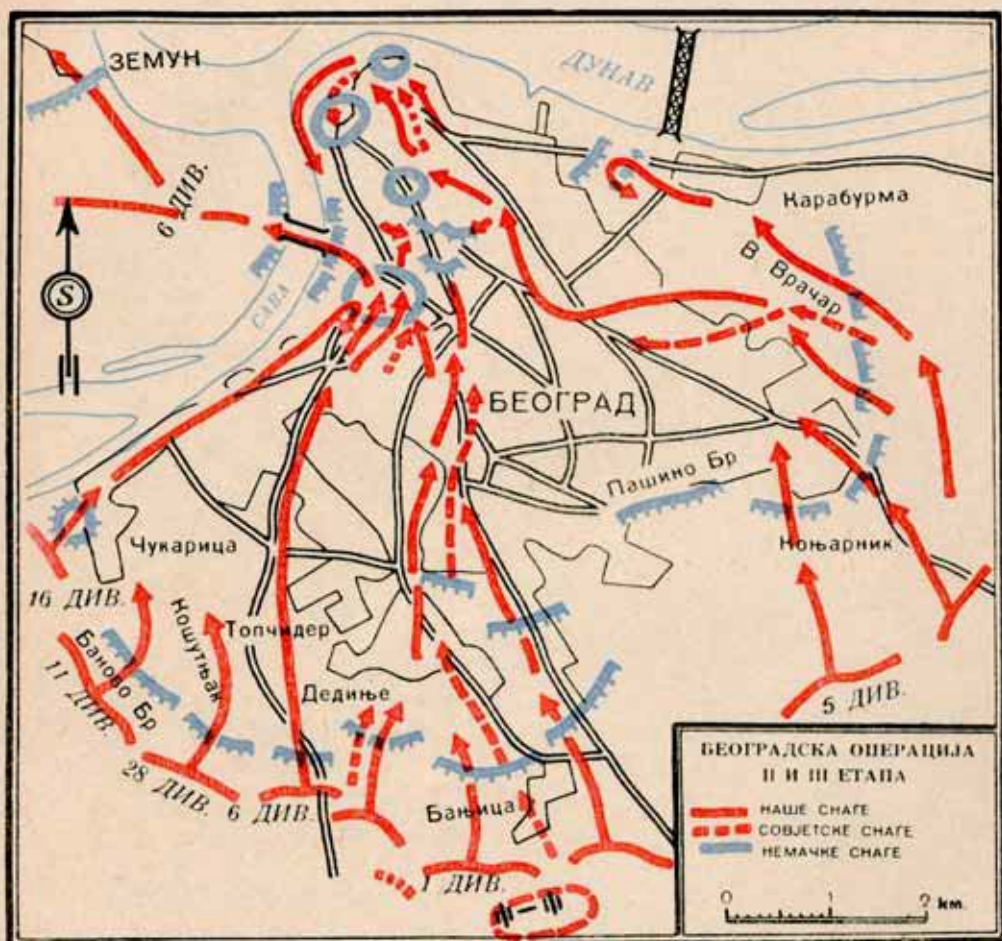 ЗЕМУН
ДУНАВ
6 ДИВ.
Карабурма
В. Врачар
S
САВА
БЕОГРАД
Пашино Бр
Чукарица
Коњарник
16 ДИВ.
Кошутњак
Топчидер
Баново Бр
11 ДИВ.
Дедиње
5 ДИВ.
28 ДИВ.
6 ДИВ.
Бањица
1 ДИВ.
БЕОГРАДСКА ОПЕРАЦИЈА
II И III ЕТАПА
НАШЕ СНАГЕ
СОВЈЕТСКЕ СНАГЕ
НЕМАЧКЕ СНАГЕ
0 2 km.